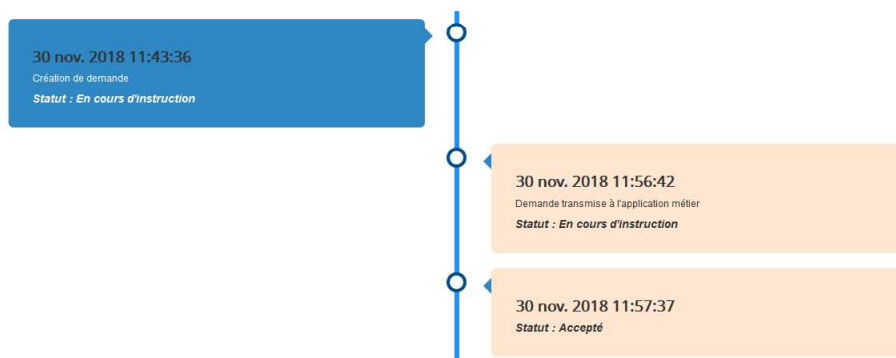 30 nov. 2018 11:43:36
Création de demande
Statut : En cours d'instruction
30 nov. 2018 11:56:42
Demande transmise à l'application métier
Statut : En cours d'instruction
30 nov. 2018 11:57:37
Statut : Accepté